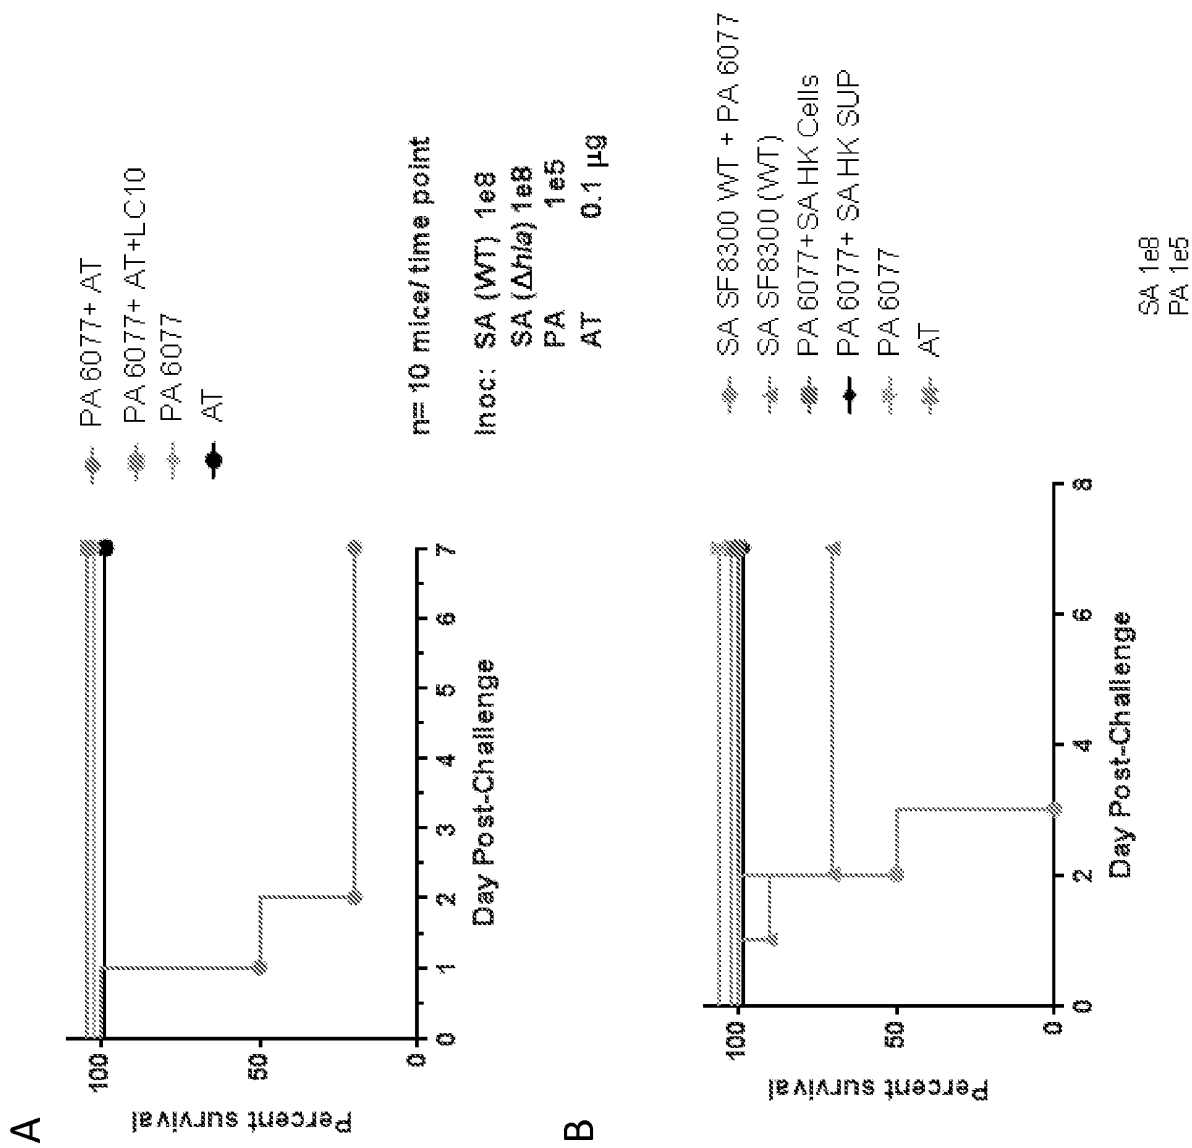 A
PA 6077+ AT
PA 6077+ AT+LC10
PA 6077
AT
n= 10 mice/ time point
Inoc: SA (WT) 1e8
SA (Δhla) 1e8
PA 1e5
AT 0.1 µg
Percent survival
100
50
0
0 1 2 3 4 5 6 7
Day Post-Challenge
B
SA SF8300 WT + PA 6077
SA SF8300 (WT)
PA 6077+SA HK Cells
PA 6077+ SA HK SUP
PA 6077
AT
SA 1e8
PA 1e5
Percent survival
100
50
0
0 2 4 6 8
Day Post-Challenge